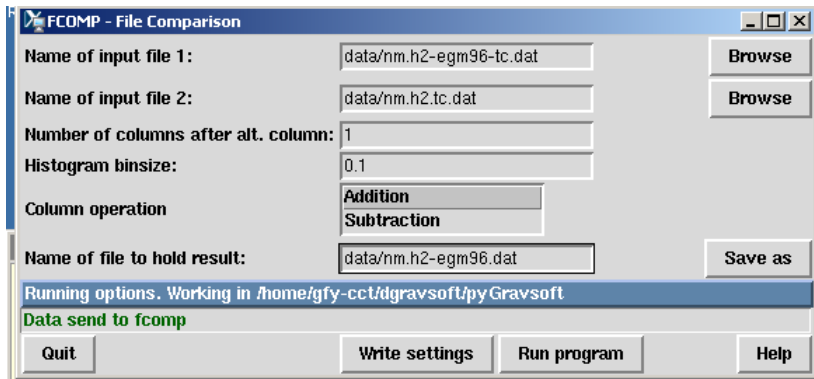 FCOMP - File Comparison
Name of input file 1: data/nm.h2-egm96-tc.dat Browse
Name of input file 2: data/nm.h2.tc.dat Browse
Number of columns after alt. column: 1
Histogram binsize: 0.1
Column operation
Addition
Subtraction
Name of file to hold result: data/nm.h2-egm96.dat Save as
Running options. Working in /home/gfy-cct/dgravsoft/pyGravsoft
Data send to fcomp
Quit Write settings Run program Help